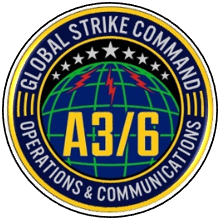 GLOBAL STRIKE COMMAND
A3/6
OPERATIONS & COMMUNICATIONS